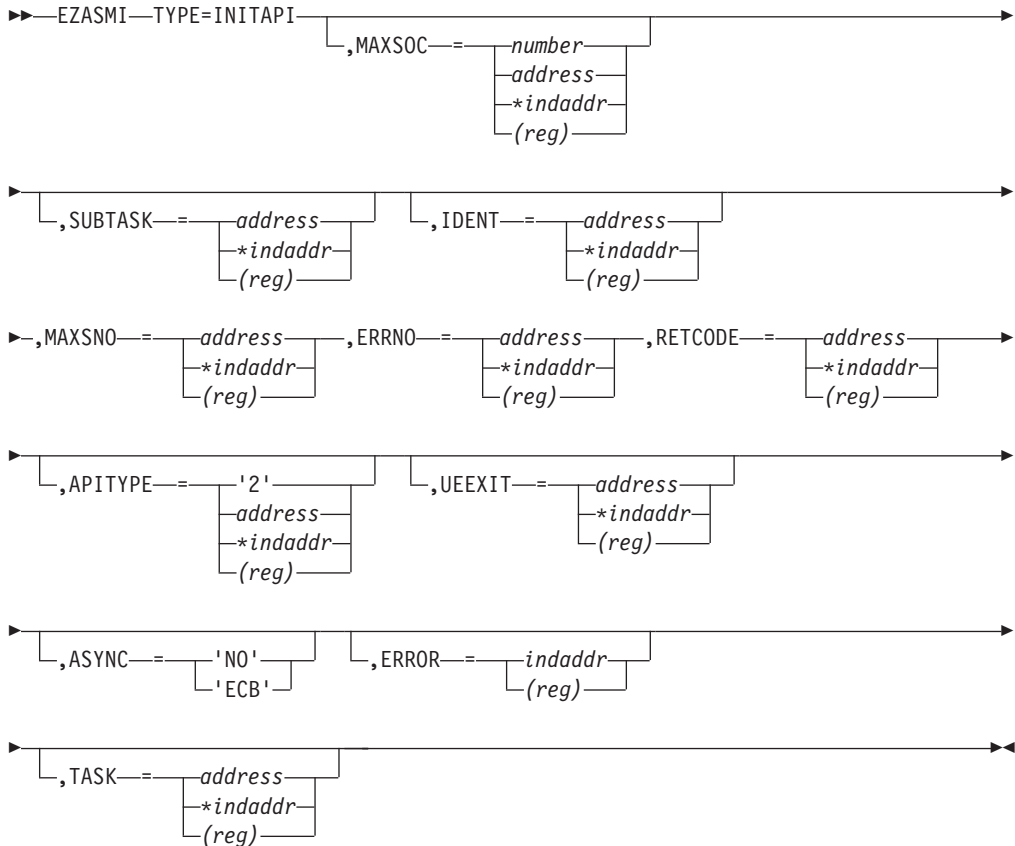 EZASMI TYPE=INITAPI
,MAXSOC = number
address
*indaddr
(reg)
,SUBTASK = address ,IDENT = address
*indaddr *indaddr
(reg) (reg)
,MAXSNO = address ,ERRNO = address ,RETCODE = address
*indaddr *indaddr *indaddr
(reg) (reg) (reg)
,APITYPE = '2' ,UEEXIT = address
address *indaddr
*indaddr (reg)
(reg)
,ASYNC = 'NO' ,ERROR = indaddr
'ECB' (reg)
,TASK = address
*indaddr
(reg)